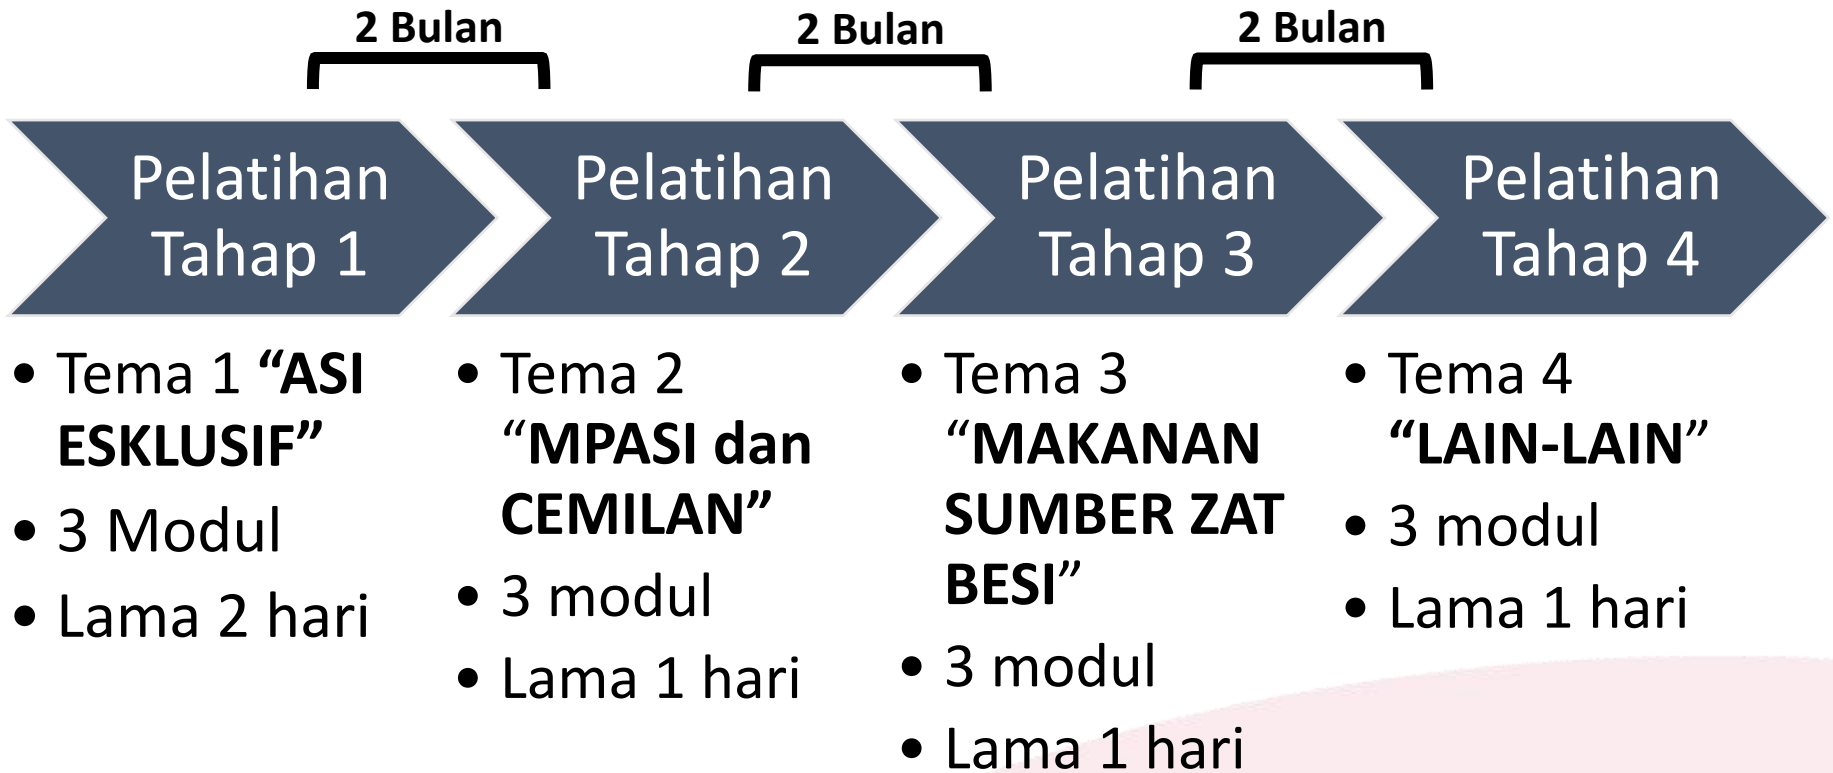 2 Bulan
2 Bulan
2 Bulan
Pelatihan
Tahap 1
Pelatihan
Tahap 2
Pelatihan
Tahap 3
Pelatihan
Tahap 4
• Tema 1 “ASI
ESKLUSIF”
• 3 Modul
• Lama 2 hari
• Tema 2
“MPASI dan
CEMILAN”
• 3 modul
• Lama 1 hari
• Tema 3
“MAKANAN
SUMBER ZAT
BESI”
• 3 modul
• Lama 1 hari
• Tema 4
“LAIN-LAIN”
• 3 modul
• Lama 1 hari